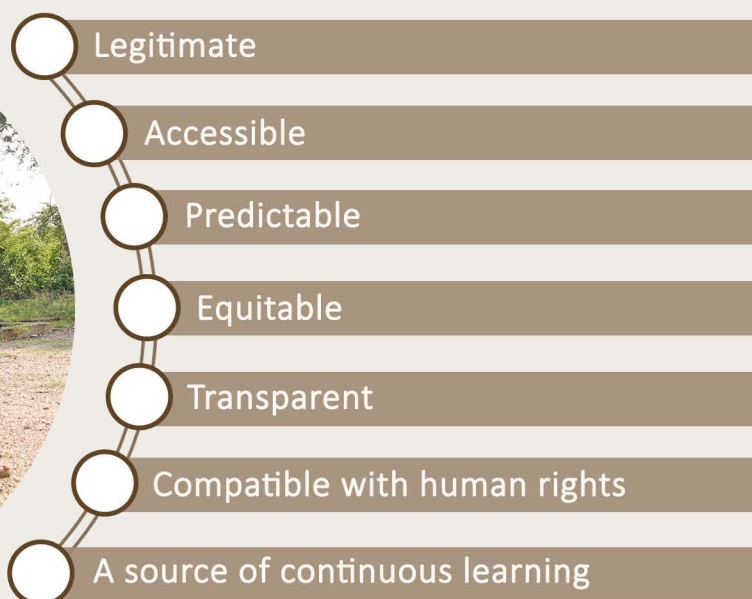 Legitimate
Accessible
Predictable
Equitable
Transparent
Compatible with human rights
A source of continuous learning